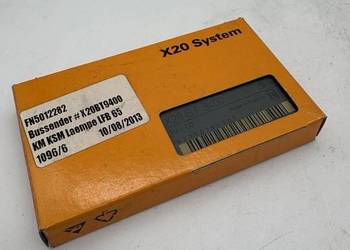 X20 System
FN5012282
Bussender # X20BT9400
KM KSM Laempe LFB 65
1096/6 10/08/2013